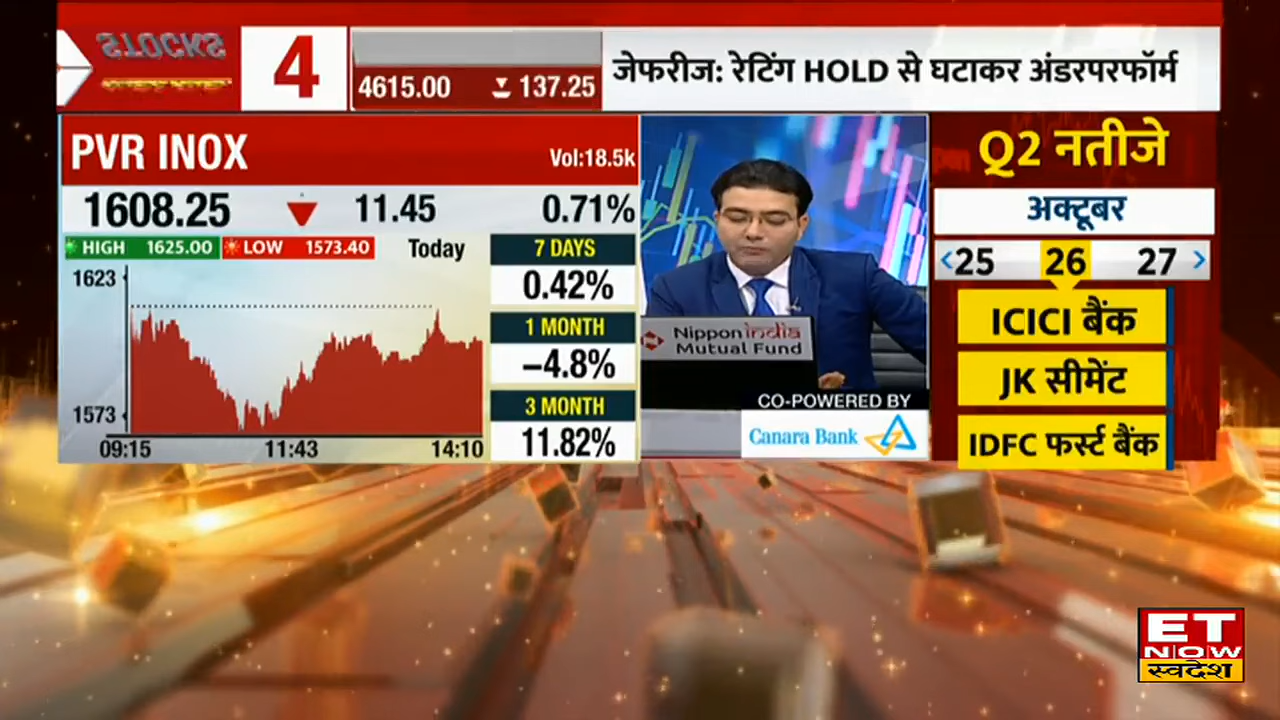 STOCKS
4
4615.00 137.25
जेफरीज: रेटिंग HOLD से घटाकर अंडरपरफॉर्म
PVR INOX
Vol:18.5k
1608.25 11.45 0.71%
HIGH 1625.00 LOW 1573.40 Today
1623
1573
09:15 11:43 14:10
7 DAYS
0.42%
1 MONTH
–4.8%
3 MONTH
11.82%
Nipponindia
Mutual Fund
CO-POWERED BY
Canara Bank
Q2 नतीजे
अक्टूबर
25 26 27
ICICI बैंक
JK सीमेंट
IDFC फर्स्ट बैंक
ET
NOW
स्वदेश